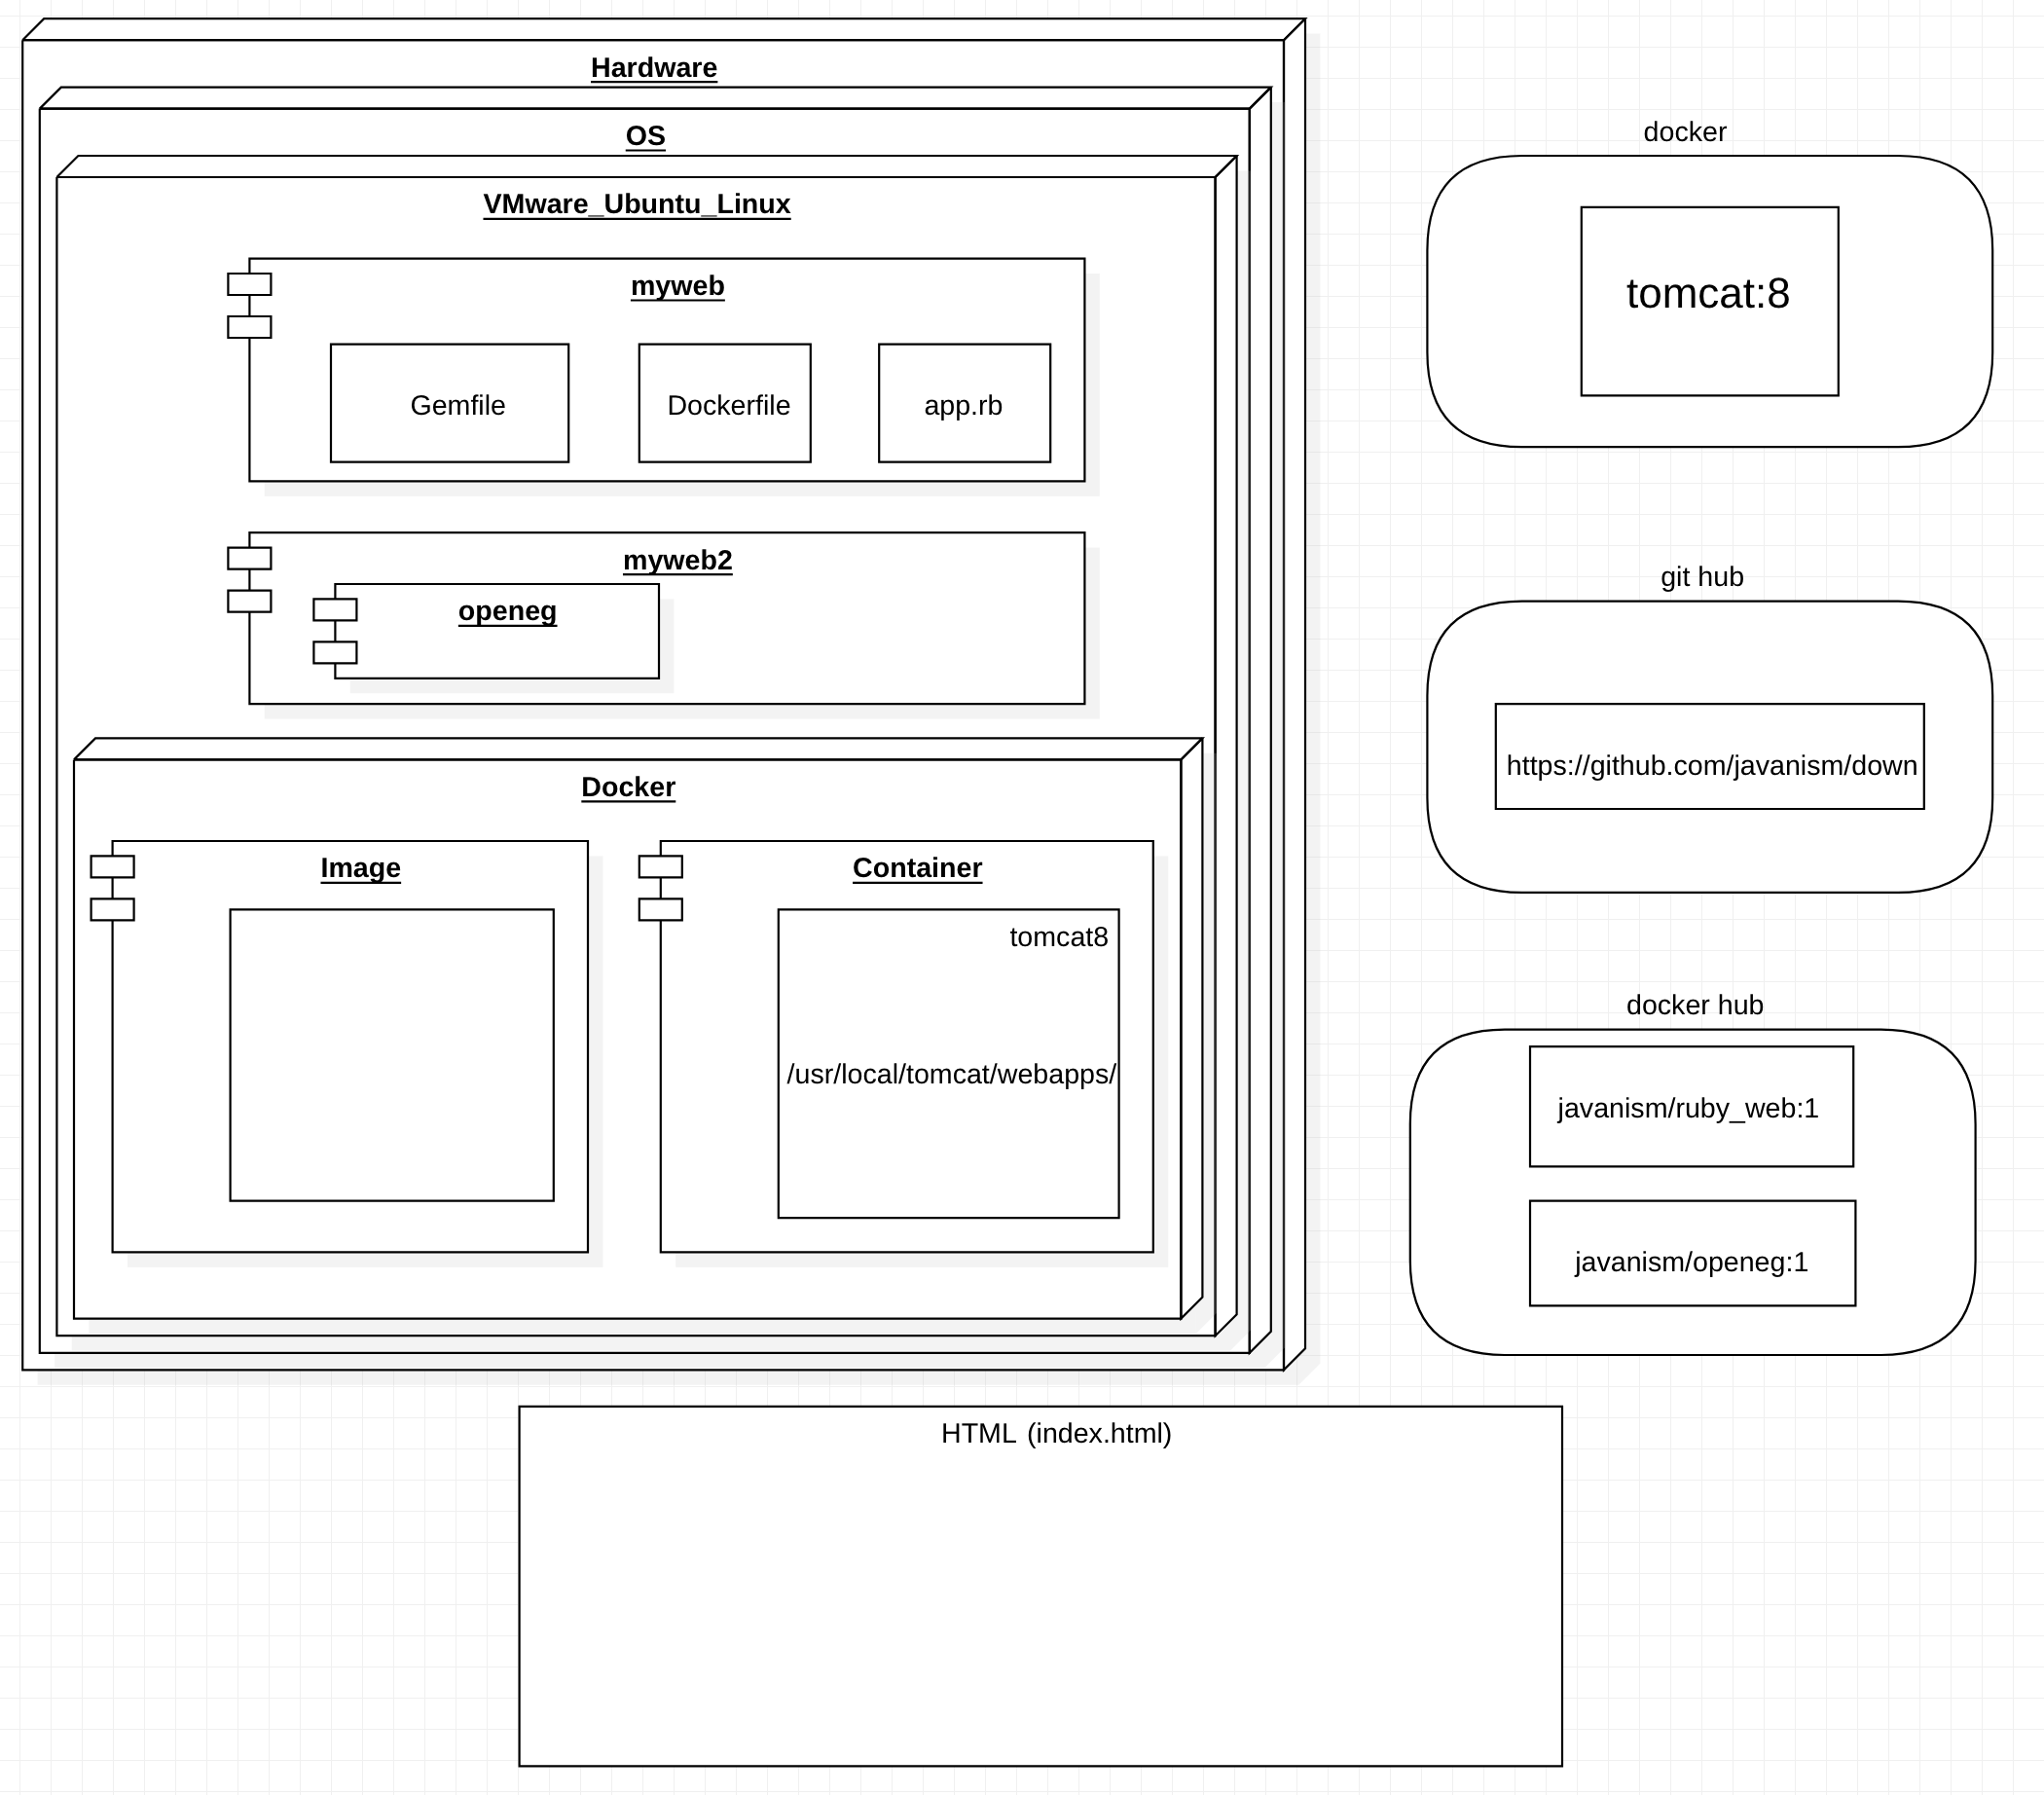 Hardware
OS
VMware_Ubuntu_Linux
myweb
Gemfile
Dockerfile
app.rb
myweb2
openeg
Docker
Image
Container
tomcat8
/usr/local/tomcat/webapps/
docker
tomcat:8
git hub
https://github.com/javanism/down
docker hub
javanism/ruby_web:1
javanism/openeg:1
HTML (index.html)